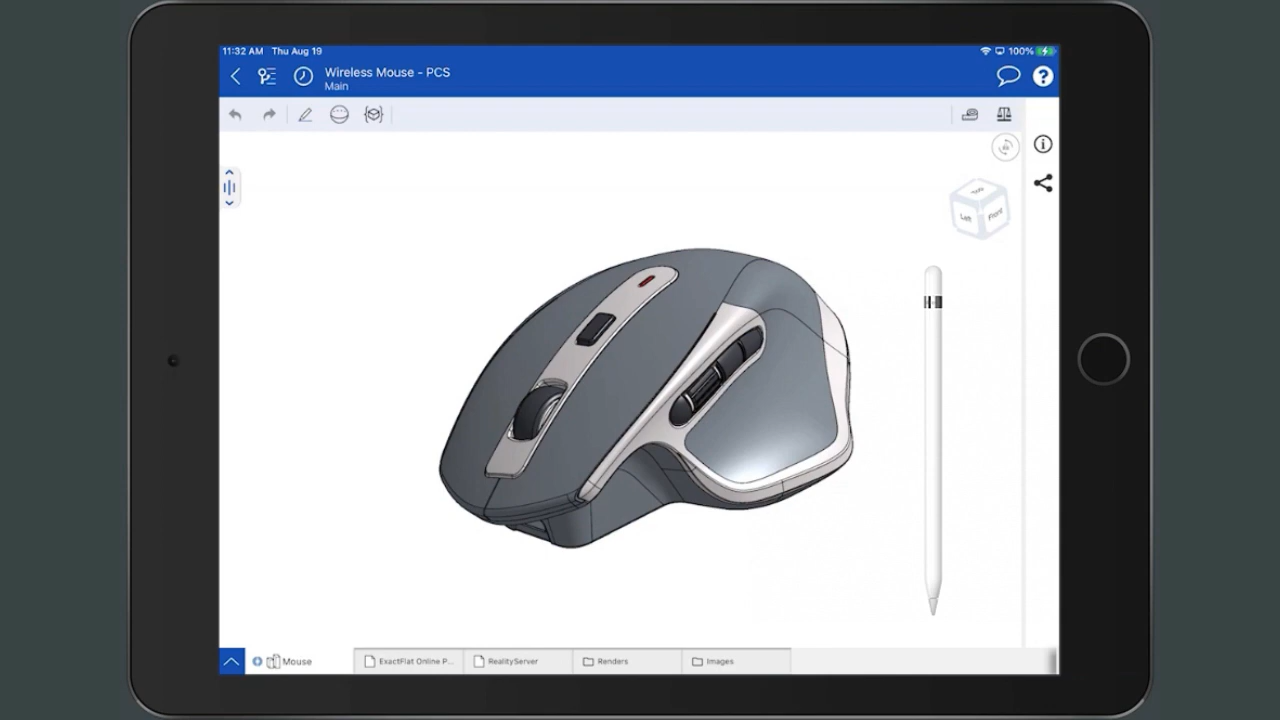 11:32 AM Thu Aug 19
100%
Wireless Mouse - PCS
Main
?
Top
Left
Front
Mouse
ExactFlat Online P...
RealityServer
Renders
Images